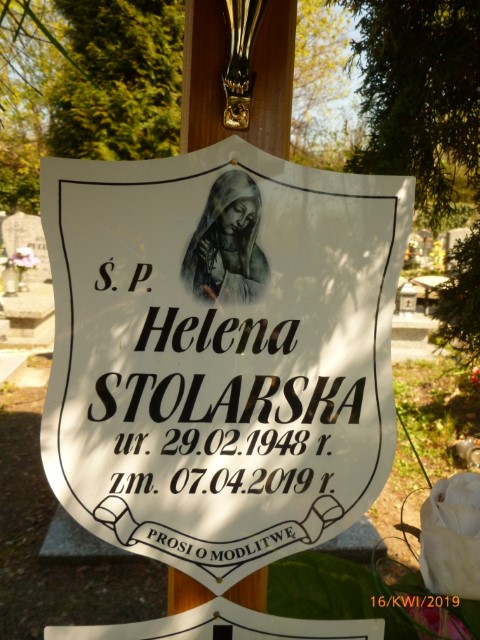 Ś. P.
Helena
STOLARSKA
ur. 29.02.1948 r.
zm. 07.04.2019 r.
PROSI O MODLITWĘ
16/KWI/2019